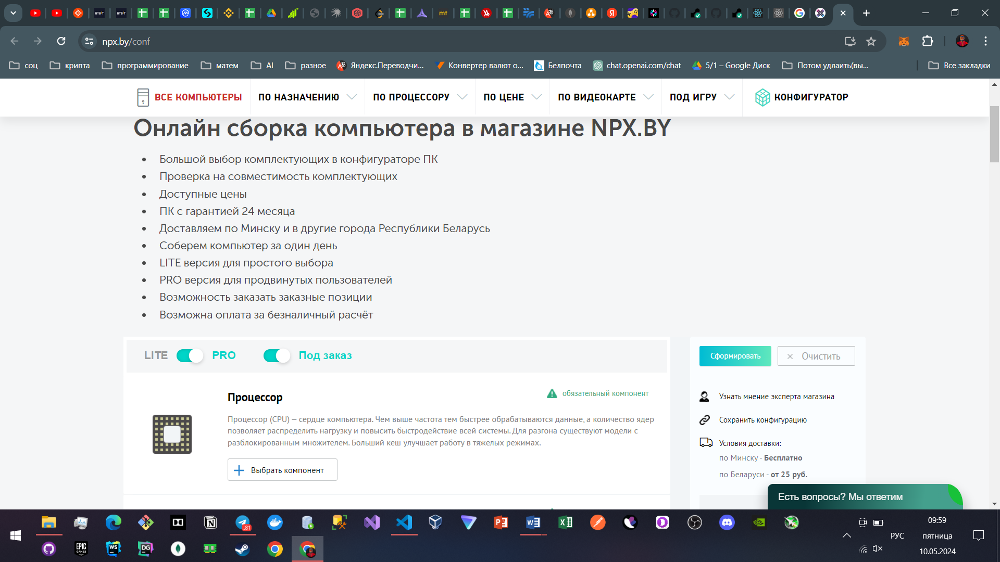 npx.by/conf
соц
крипта
программирование
матем
AI
разное
Яндекс.Переводчи...
Конвертер валют о...
Белпочта
chat.openai.com/chat
5/1 – Google Диск
Потом удлаить(вы...
Все закладки
ВСЕ КОМПЬЮТЕРЫ
ПО НАЗНАЧЕНИЮ
ПО ПРОЦЕССОРУ
ПО ЦЕНЕ
ПО ВИДЕОКАРТЕ
ПОД ИГРУ
КОНФИГУРАТОР
Онлайн сборка компьютера в магазине NPX.BY
Большой выбор комплектующих в конфигураторе ПК
Проверка на совместимость комплектующих
Доступные цены
ПК с гарантией 24 месяца
Доставляем по Минску и в другие города Республики Беларусь
Соберем компьютер за один день
LITE версия для простого выбора
PRO версия для продвинутых пользователей
Возможность заказать заказные позиции
Возможна оплата за безналичный расчёт
LITE
PRO
Под заказ
Процессор
обязательный компонент
Процессор (CPU) – сердце компьютера. Чем выше частота тем быстрее обрабатываются данные, а количество ядер
позволяет распределить нагрузку и повысить быстродействие всей системы. Для разгона существуют модели с
разблокированным множителем. Больший кеш улучшает работу в тяжелых режимах.
Выбрать компонент
Сформировать
Очистить
Узнать мнение эксперта магазина
Сохранить конфигурацию
Условия доставки:
по Минску - Бесплатно
по Беларуси - от 25 руб.
Есть вопросы? Мы ответим
..81
EPIC
GAMES
WS
DG
РУС
09:59
пятница
10.05.2024